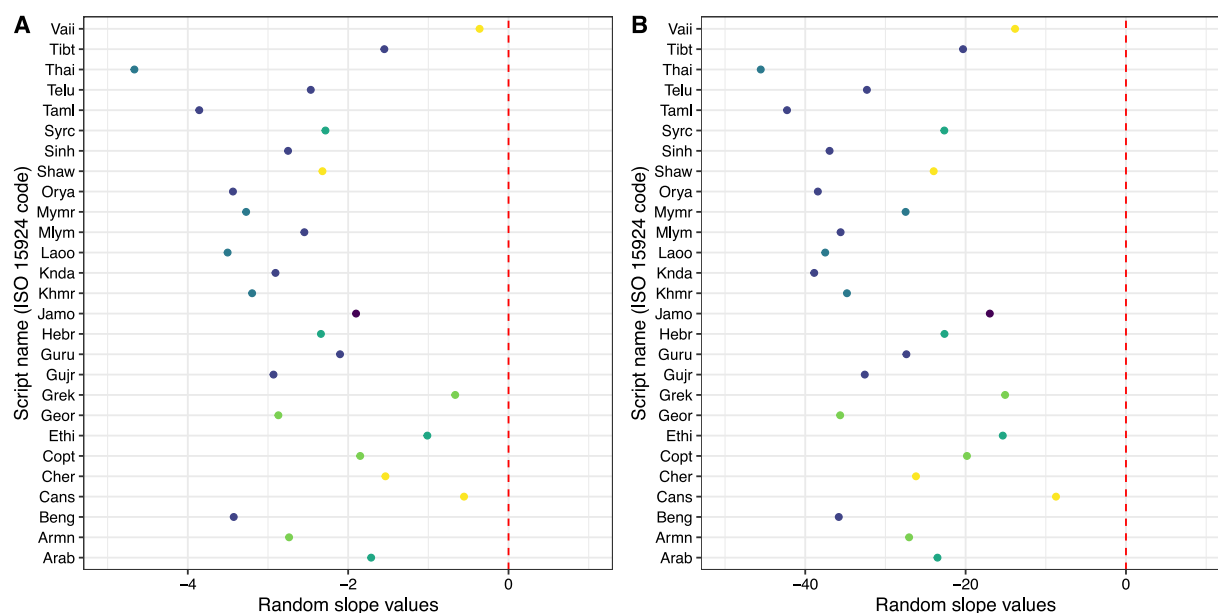 A
Script name (ISO 15924 code)
Vaii
Tibt
Thai
Telu
Taml
Syrc
Sinh
Shaw
Orya
Mymr
Mlym
Laoo
Knda
Khmr
Jamo
Hebr
Guru
Gujr
Grek
Geor
Ethi
Copt
Cher
Cans
Beng
Armn
Arab
−4 −2 0
Random slope values
B
Script name (ISO 15924 code)
Vaii
Tibt
Thai
Telu
Taml
Syrc
Sinh
Shaw
Orya
Mymr
Mlym
Laoo
Knda
Khmr
Jamo
Hebr
Guru
Gujr
Grek
Geor
Ethi
Copt
Cher
Cans
Beng
Armn
Arab
−40 −20 0
Random slope values